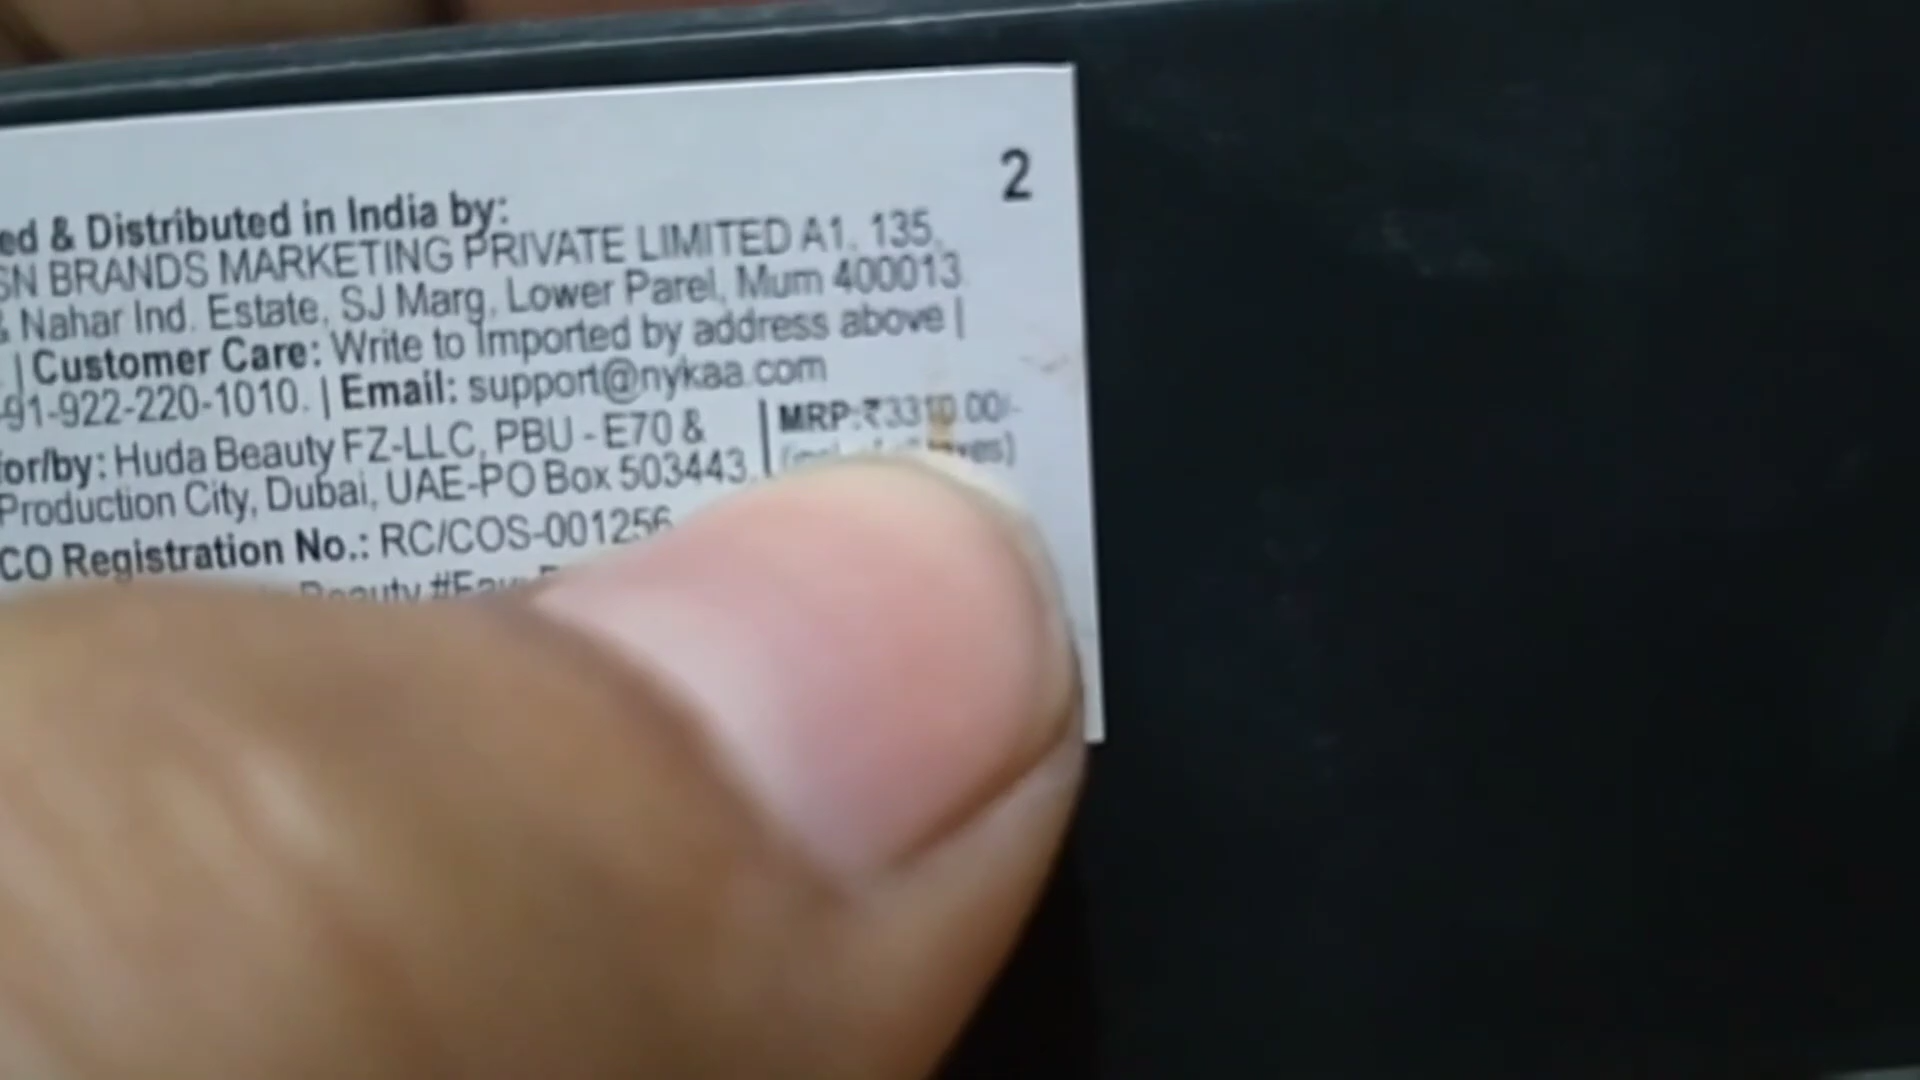 2
ed & Distributed in India by:
SN BRANDS MARKETING PRIVATE LIMITED A1, 135,
& Nahar Ind. Estate, SJ Marg, Lower Parel, Mum 400013.
| Customer Care: Write to Imported by address above |
-91-922-220-1010. | Email: support@nykaa.com
for/by: Huda Beauty FZ-LLC, PBU - E70 &
Production City, Dubai, UAE-PO Box 503443.
| MRP:₹3310.00/-
CO Registration No.: RC/COS-001256
Beauty